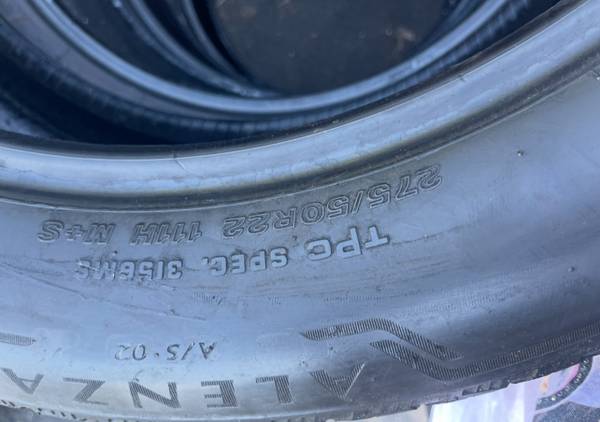 275/50R22 111H M+S
TPC SPEC. 3156MS
A/S·02
ALENZA